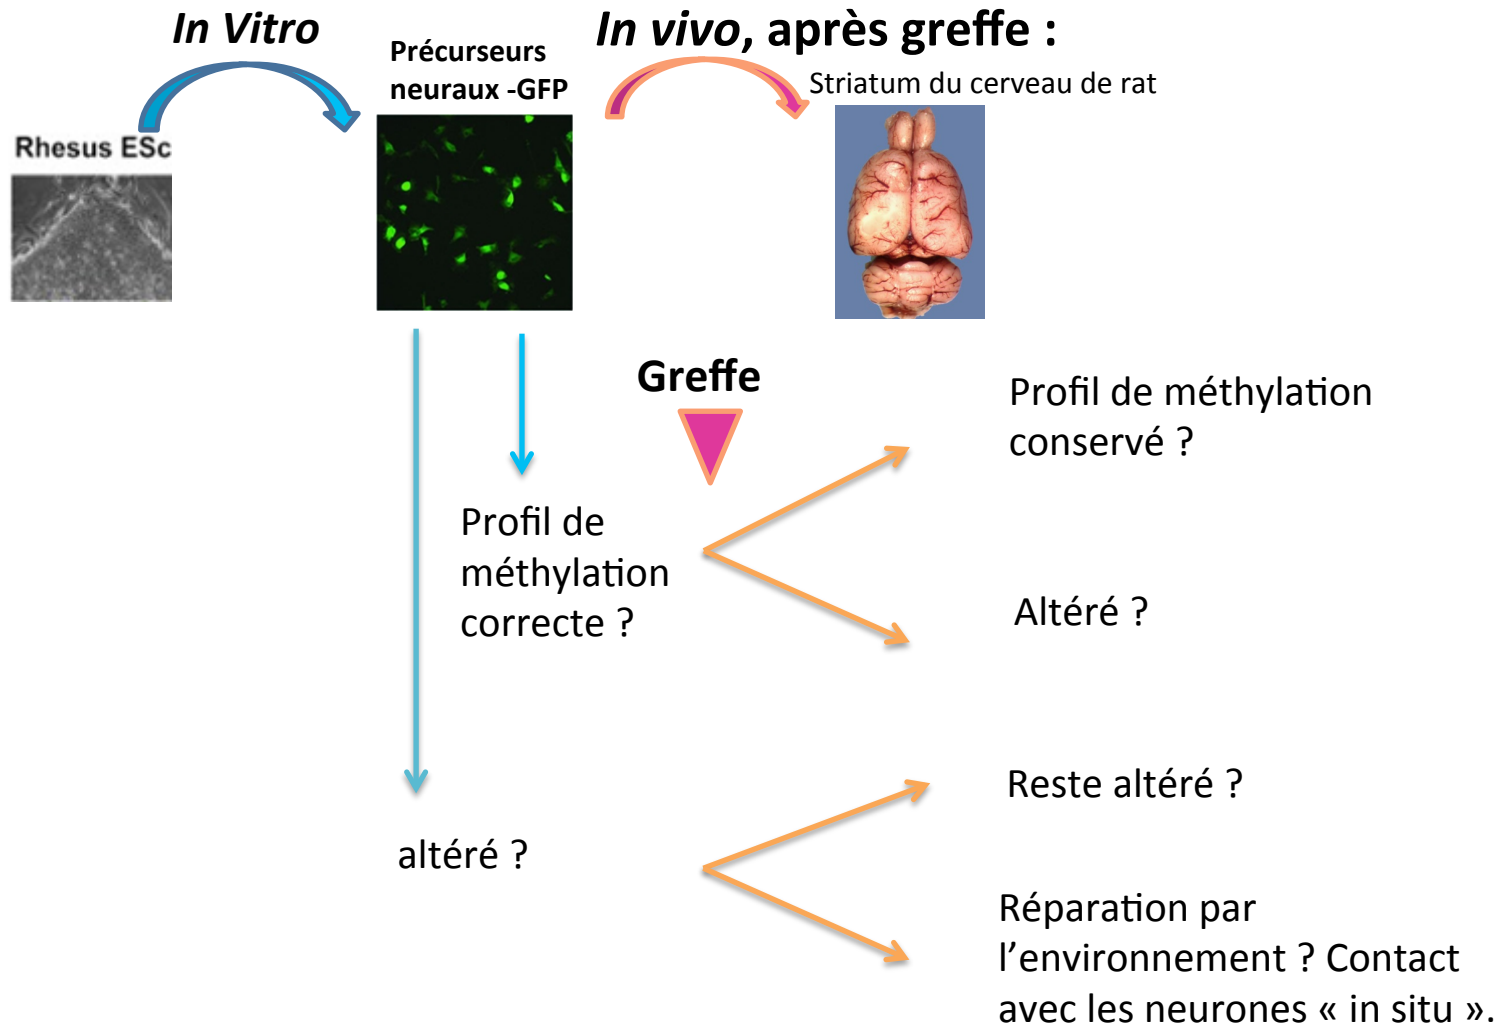 In Vitro
In vivo, après greffe :
Précurseurs
neuraux -GFP
Striatum du cerveau de rat
Rhesus ESc
Greffe
Profil de méthylation
conservé ?
Profil de
méthylation
correcte ?
Altéré ?
Reste altéré ?
altéré ?
Réparation par
l’environnement ? Contact
avec les neurones « in situ ».